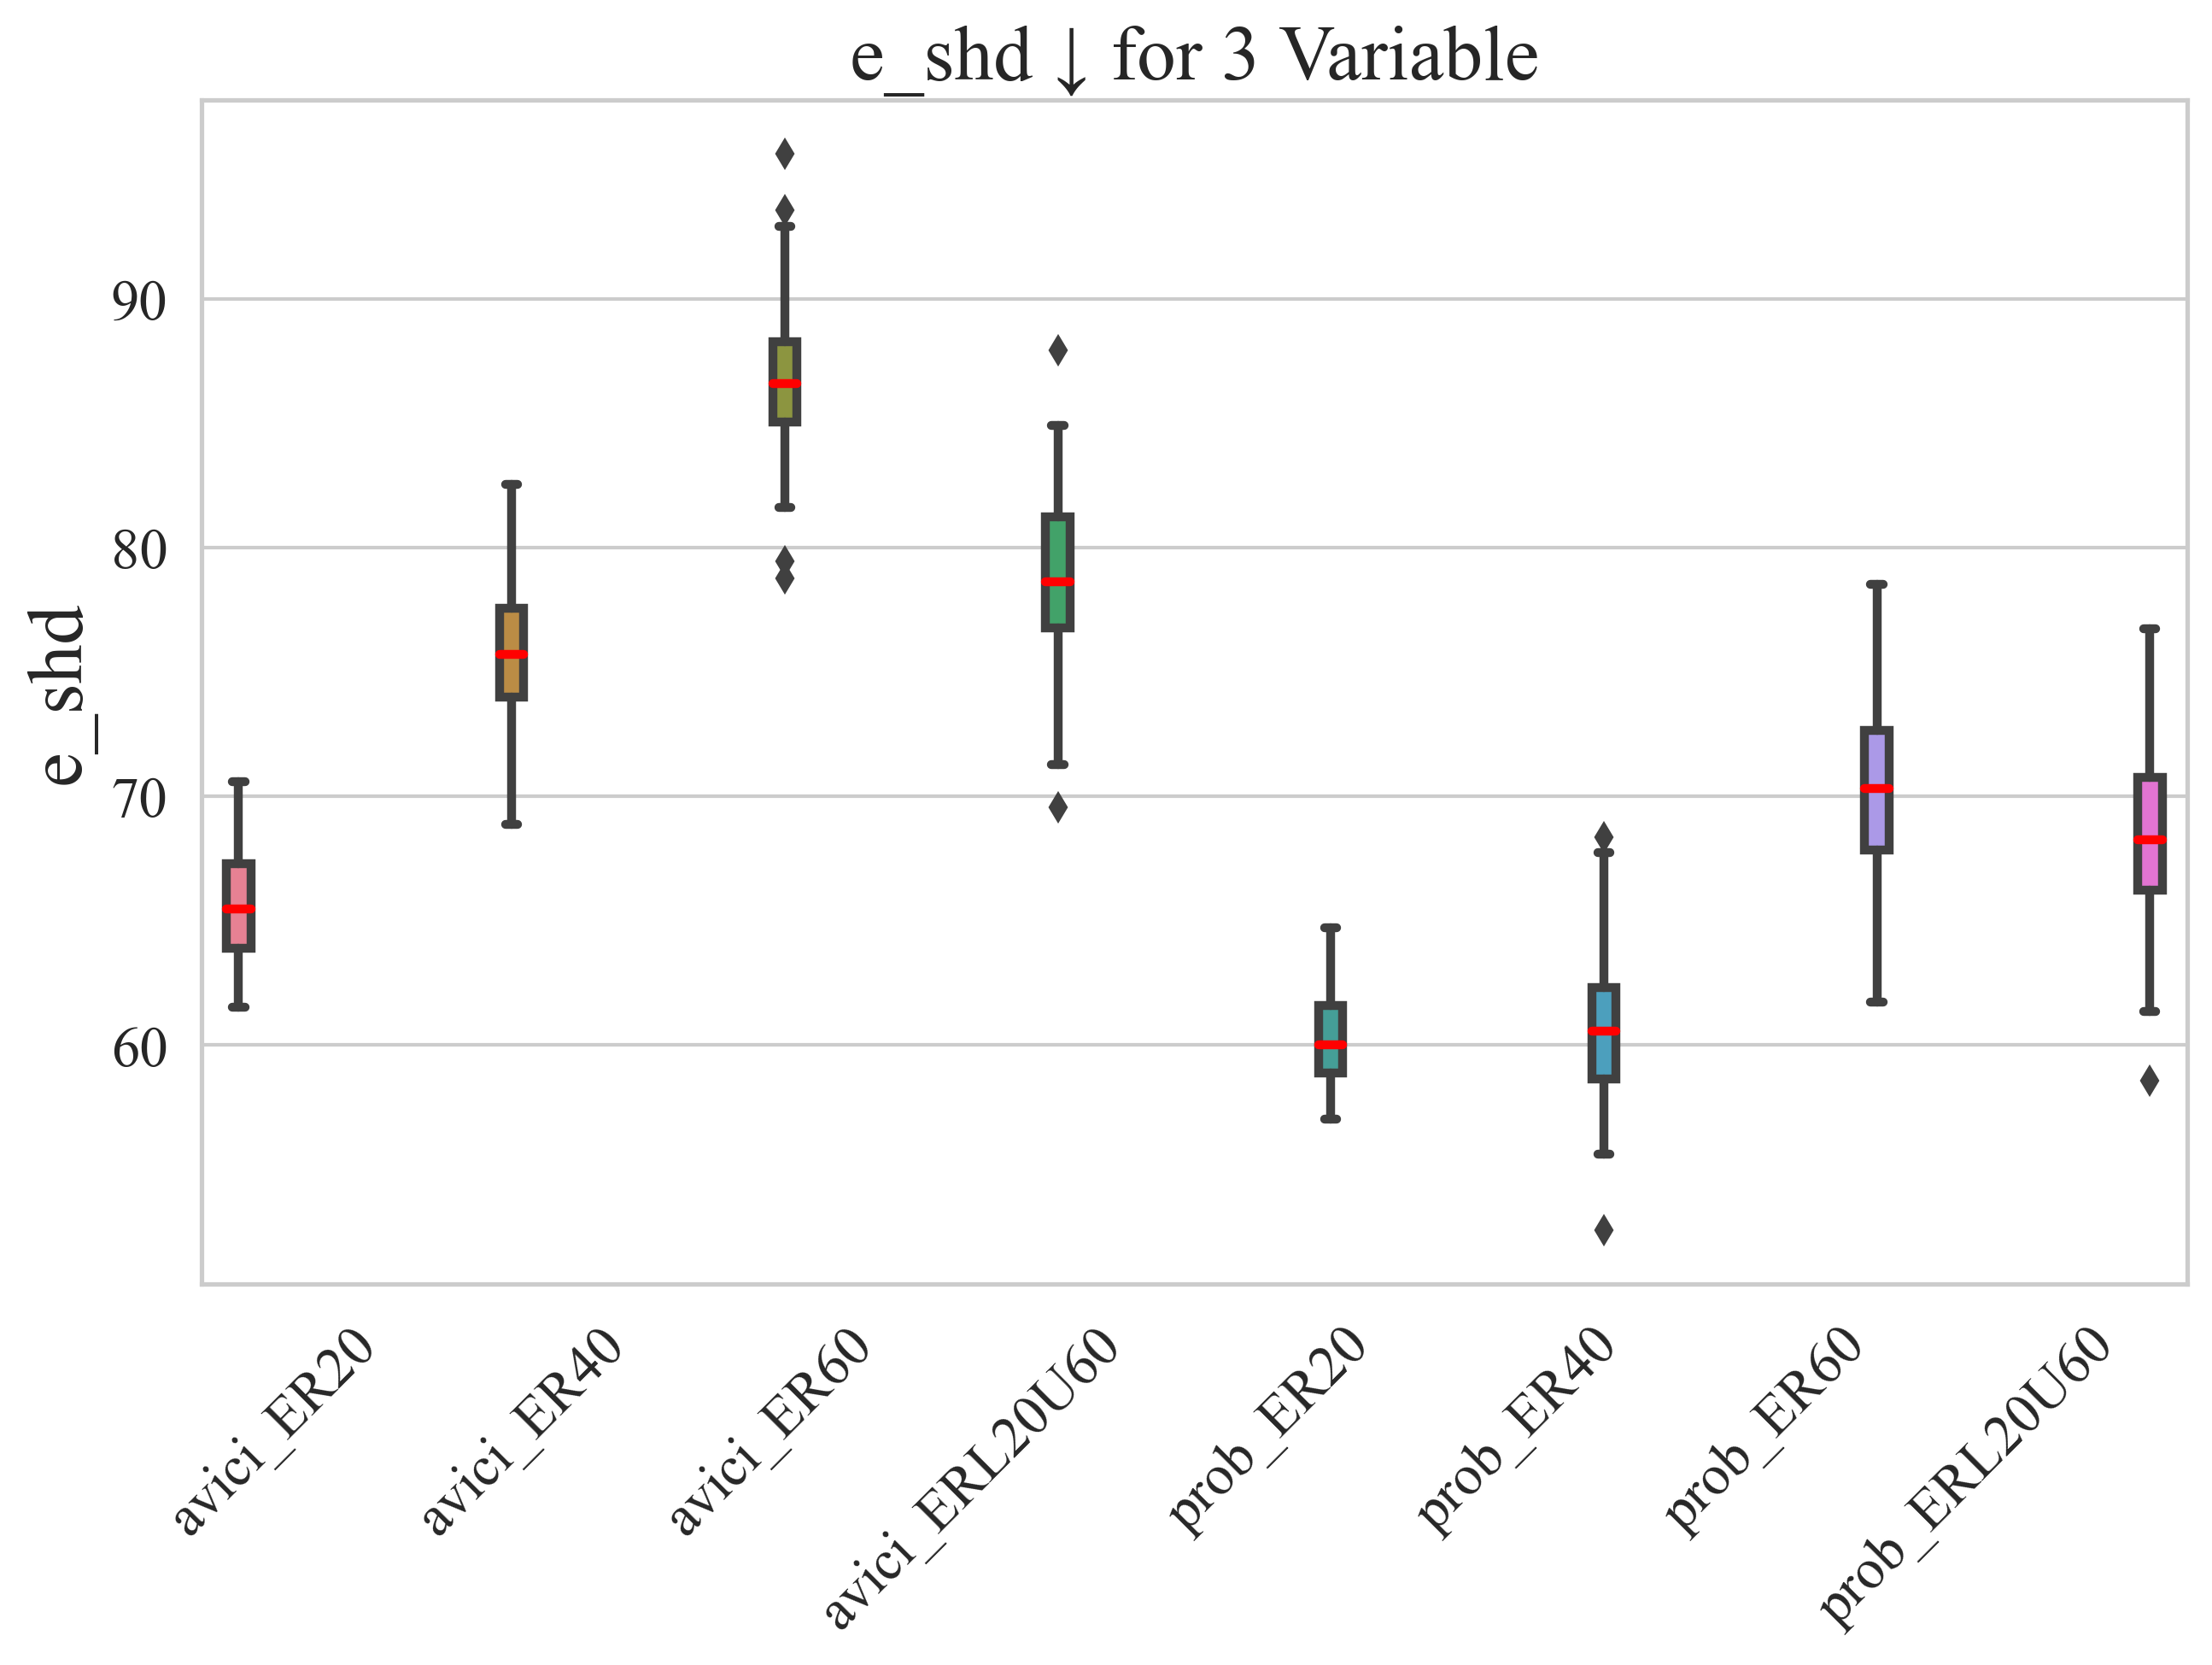 e_shd ↓ for 3 Variable
e_shd
90
80
70
60
avici_ER20
avici_ER40
avici_ER60
avici_ERL20U60
prob_ER20
prob_ER40
prob_ER60
prob_ERL20U60